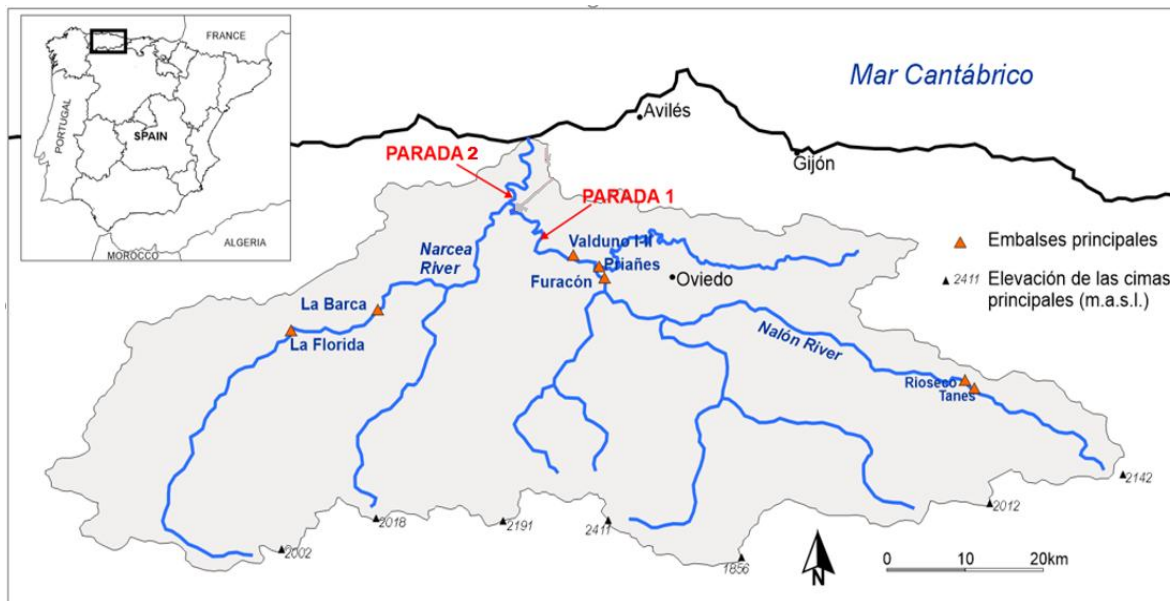 FRANCE
PORTUGAL
SPAIN
MOROCCO
ALGERIA
Mar Cantábrico
Avilés
Gijón
PARADA 2
PARADA 1
Narcea
River
Valduno I-II
Priañes
Furacón
Oviedo
La Barca
La Florida
Nalón River
Rioseco
Tanes
Embalses principales
2411
Elevación de las cimas
principales (m.a.s.l.)
2142
2012
2018
2191
2411
2002
1856
N
0 10 20km